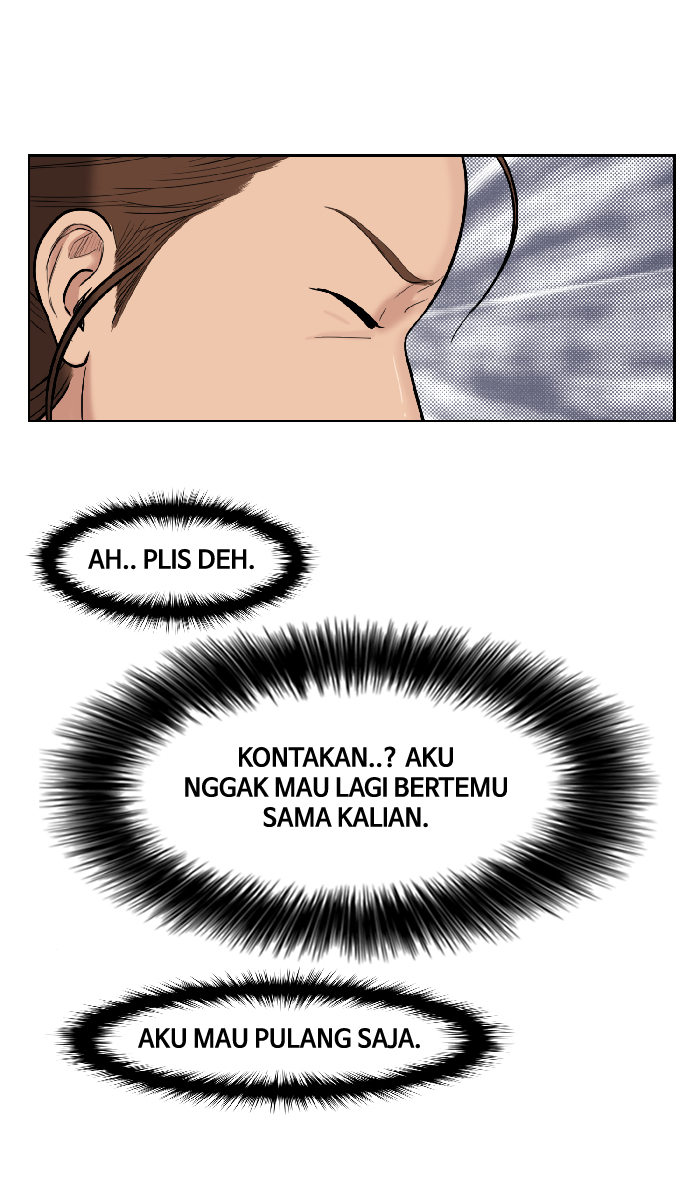 AH.. PLIS DEH.
KONTAKAN..? AKU
NGGAK MAU LAGI BERTEMU
SAMA KALIAN.
AKU MAU PULANG SAJA.